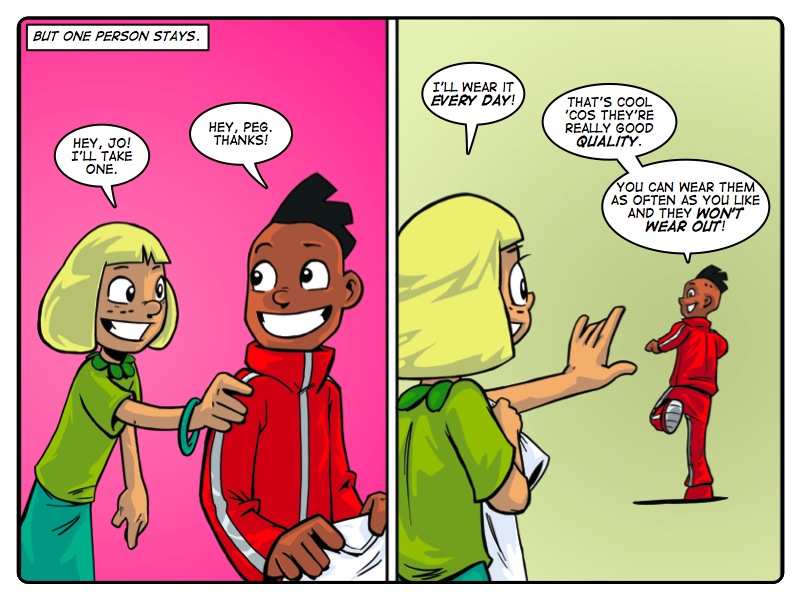 BUT ONE PERSON STAYS.
HEY, JO!
I'LL TAKE
ONE.
HEY, PEG.
THANKS!
I'LL WEAR IT
EVERY DAY!
THAT'S COOL
'COS THEY'RE
REALLY GOOD
QUALITY.
YOU CAN WEAR THEM
AS OFTEN AS YOU LIKE
AND THEY WON'T
WEAR OUT!